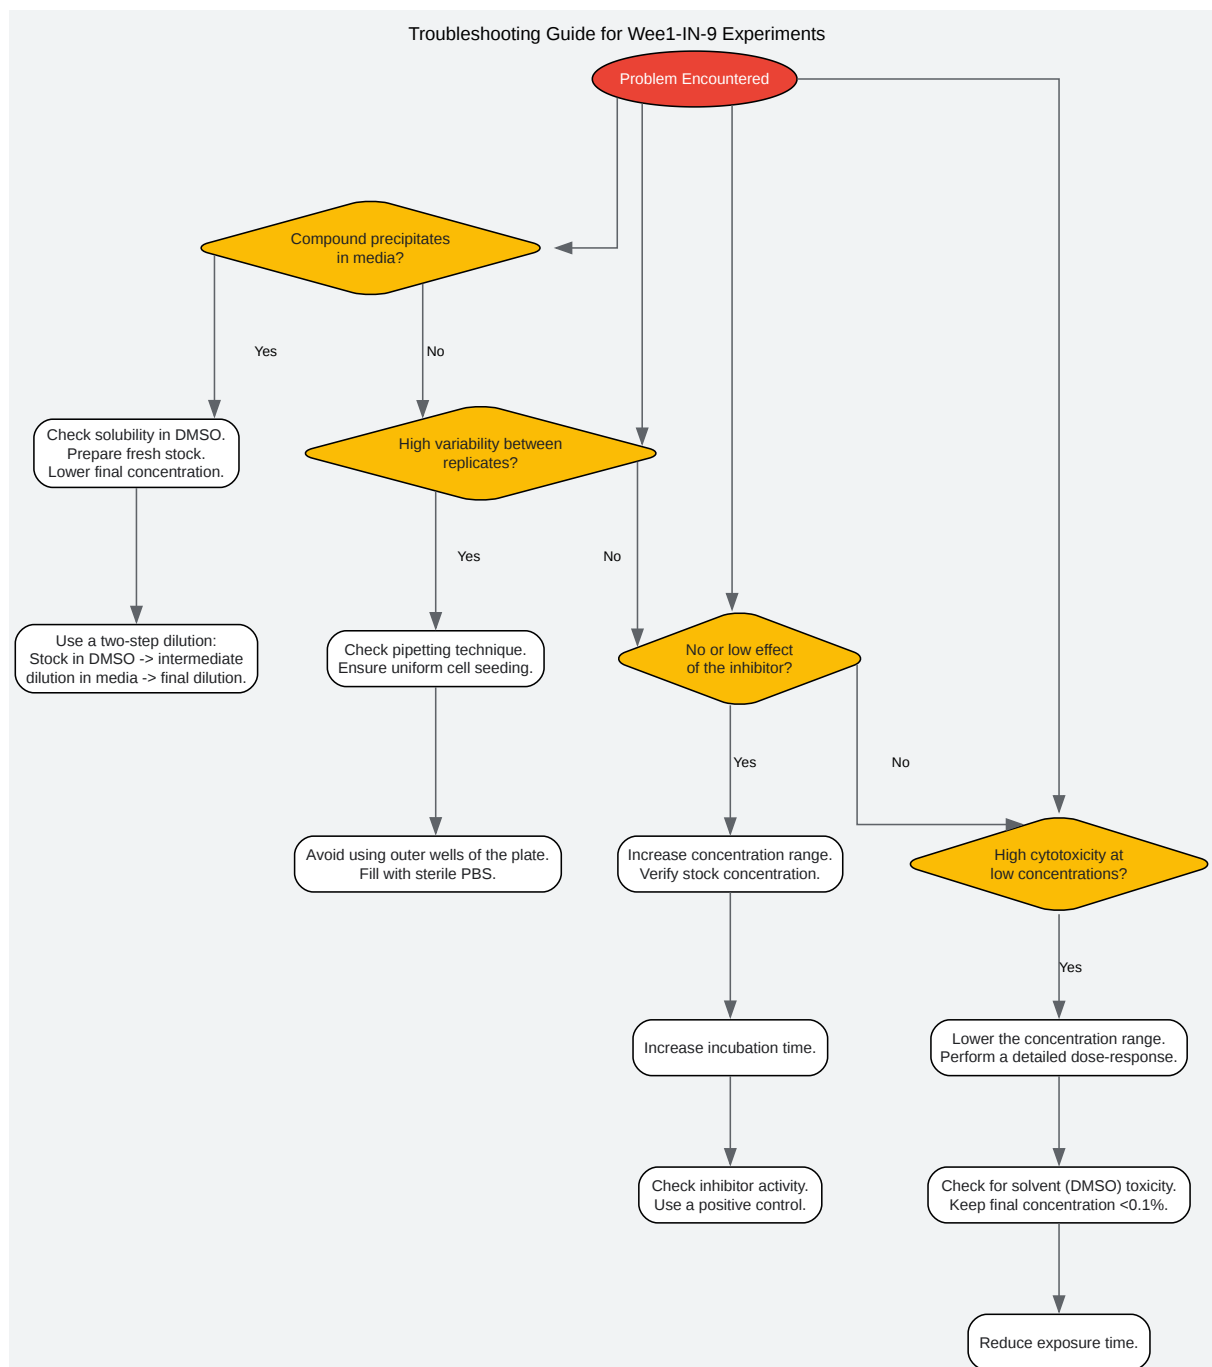 Troubleshooting Guide for Wee1-IN-9 Experiments
Problem Encountered
Compound precipitates
in media?
Yes
No
Check solubility in DMSO.
Prepare fresh stock.
Lower final concentration.
High variability between
replicates?
Yes
No
Use a two-step dilution:
Stock in DMSO -> intermediate
dilution in media -> final dilution.
Check pipetting technique.
Ensure uniform cell seeding.
No or low effect
of the inhibitor?
Yes
No
Avoid using outer wells of the plate.
Fill with sterile PBS.
Increase concentration range.
Verify stock concentration.
High cytotoxicity at
low concentrations?
Yes
Increase incubation time.
Lower the concentration range.
Perform a detailed dose-response.
Check inhibitor activity.
Use a positive control.
Check for solvent (DMSO) toxicity.
Keep final concentration <0.1%.
Reduce exposure time.